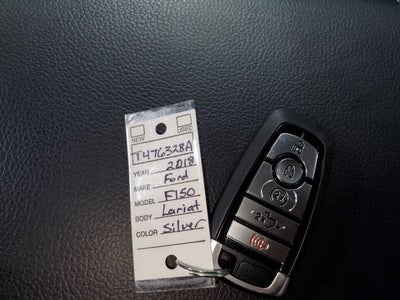 NEW USED
T476328A
YEAR 2018
MAKE Ford
MODEL F150
BODY Lariat
COLOR Silver